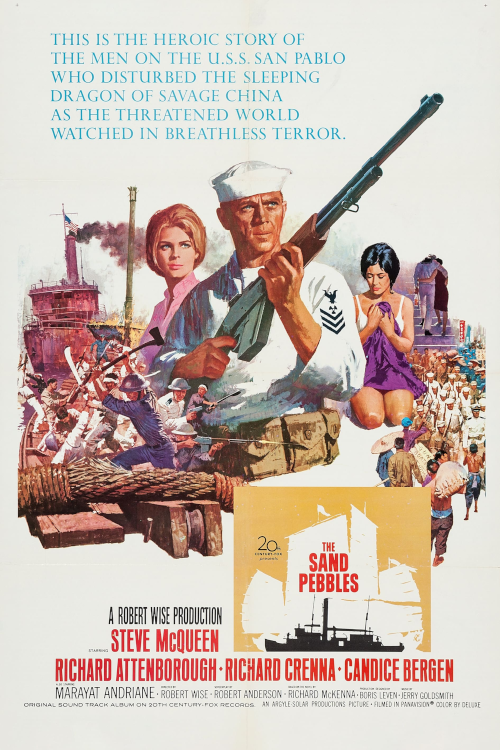 THIS IS THE HEROIC STORY OF
THE MEN ON THE U.S.S. SAN PABLO
WHO DISTURBED THE SLEEPING
DRAGON OF SAVAGE CHINA
AS THE THREATENED WORLD
WATCHED IN BREATHLESS TERROR.
20th
CENTURY-FOX
presents
THE
SAND
PEBBLES
A ROBERT WISE PRODUCTION
STARRING STEVE McQUEEN
RICHARD ATTENBOROUGH · RICHARD CRENNA · CANDICE BERGEN
ALSO STARRING
MARAYAT ANDRIANE · ROBERT WISE · ROBERT ANDERSON · RICHARD McKENNA · BORIS LEVEN · JERRY GOLDSMITH
ORIGINAL SOUND TRACK ALBUM ON 20TH CENTURY-FOX RECORDS. AN ARGYLE-SOLAR PRODUCTIONS PICTURE · FILMED IN PANAVISION® COLOR BY DELUXE